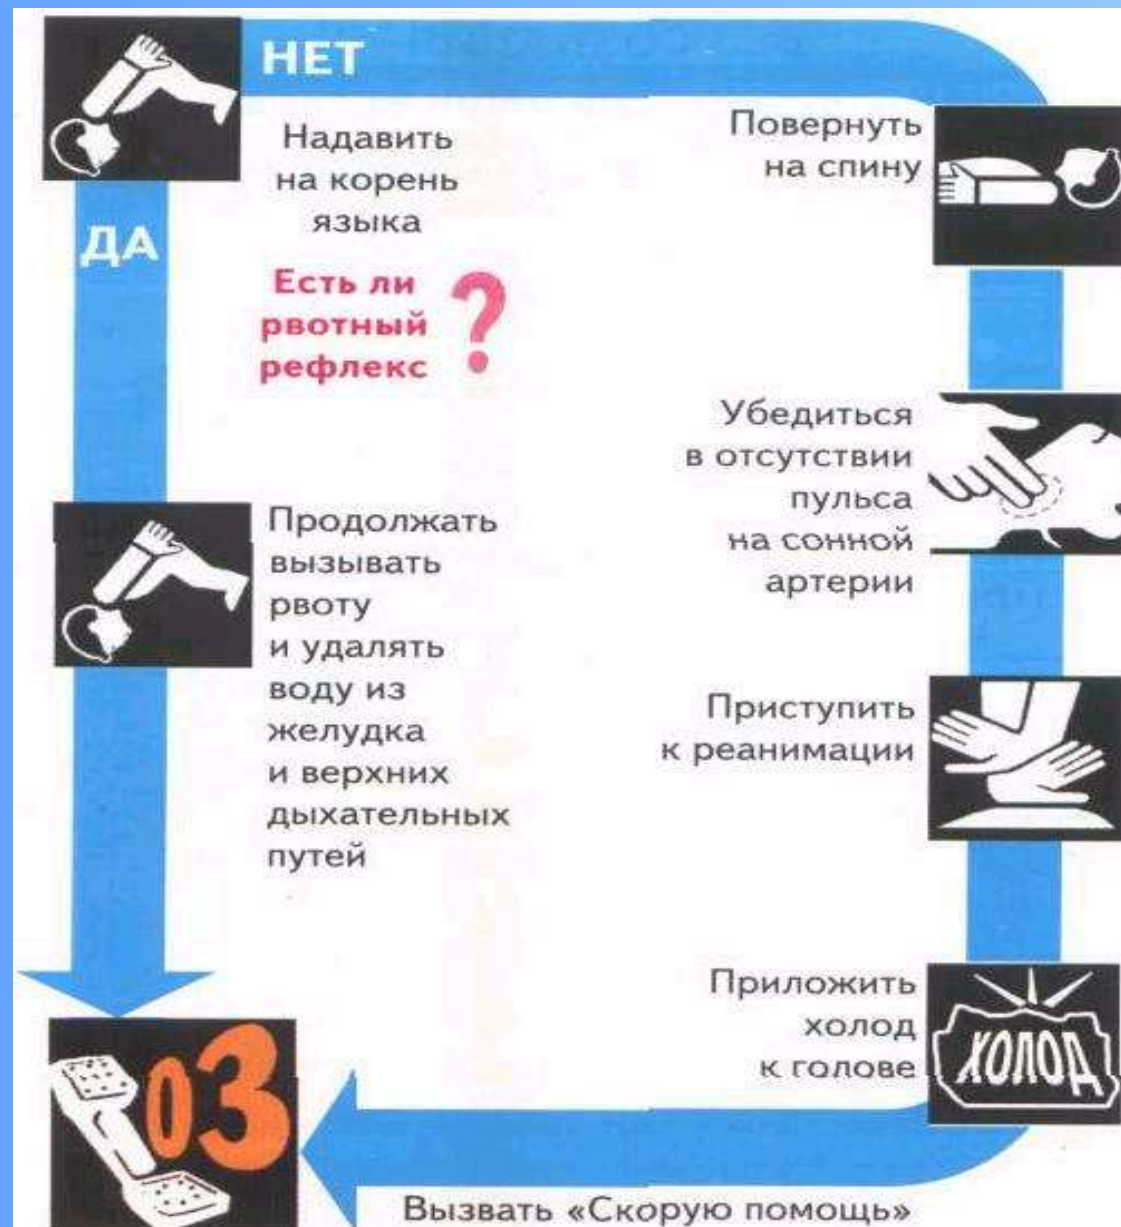 НЕТ
Надавить
на корень
языка
Есть ли
рвотный
рефлекс
?
ДА
Продолжать
вызывать
рвоту
и удалять
воду из
желудка
и верхних
дыхательных
путей
Повернуть
на спину
Убедиться
в отсутствии
пульса
на сонной
артерии
Приступить
к реанимации
Приложить
холод
к голове
ХОЛОД
03
Вызвать «Скорую помощь»